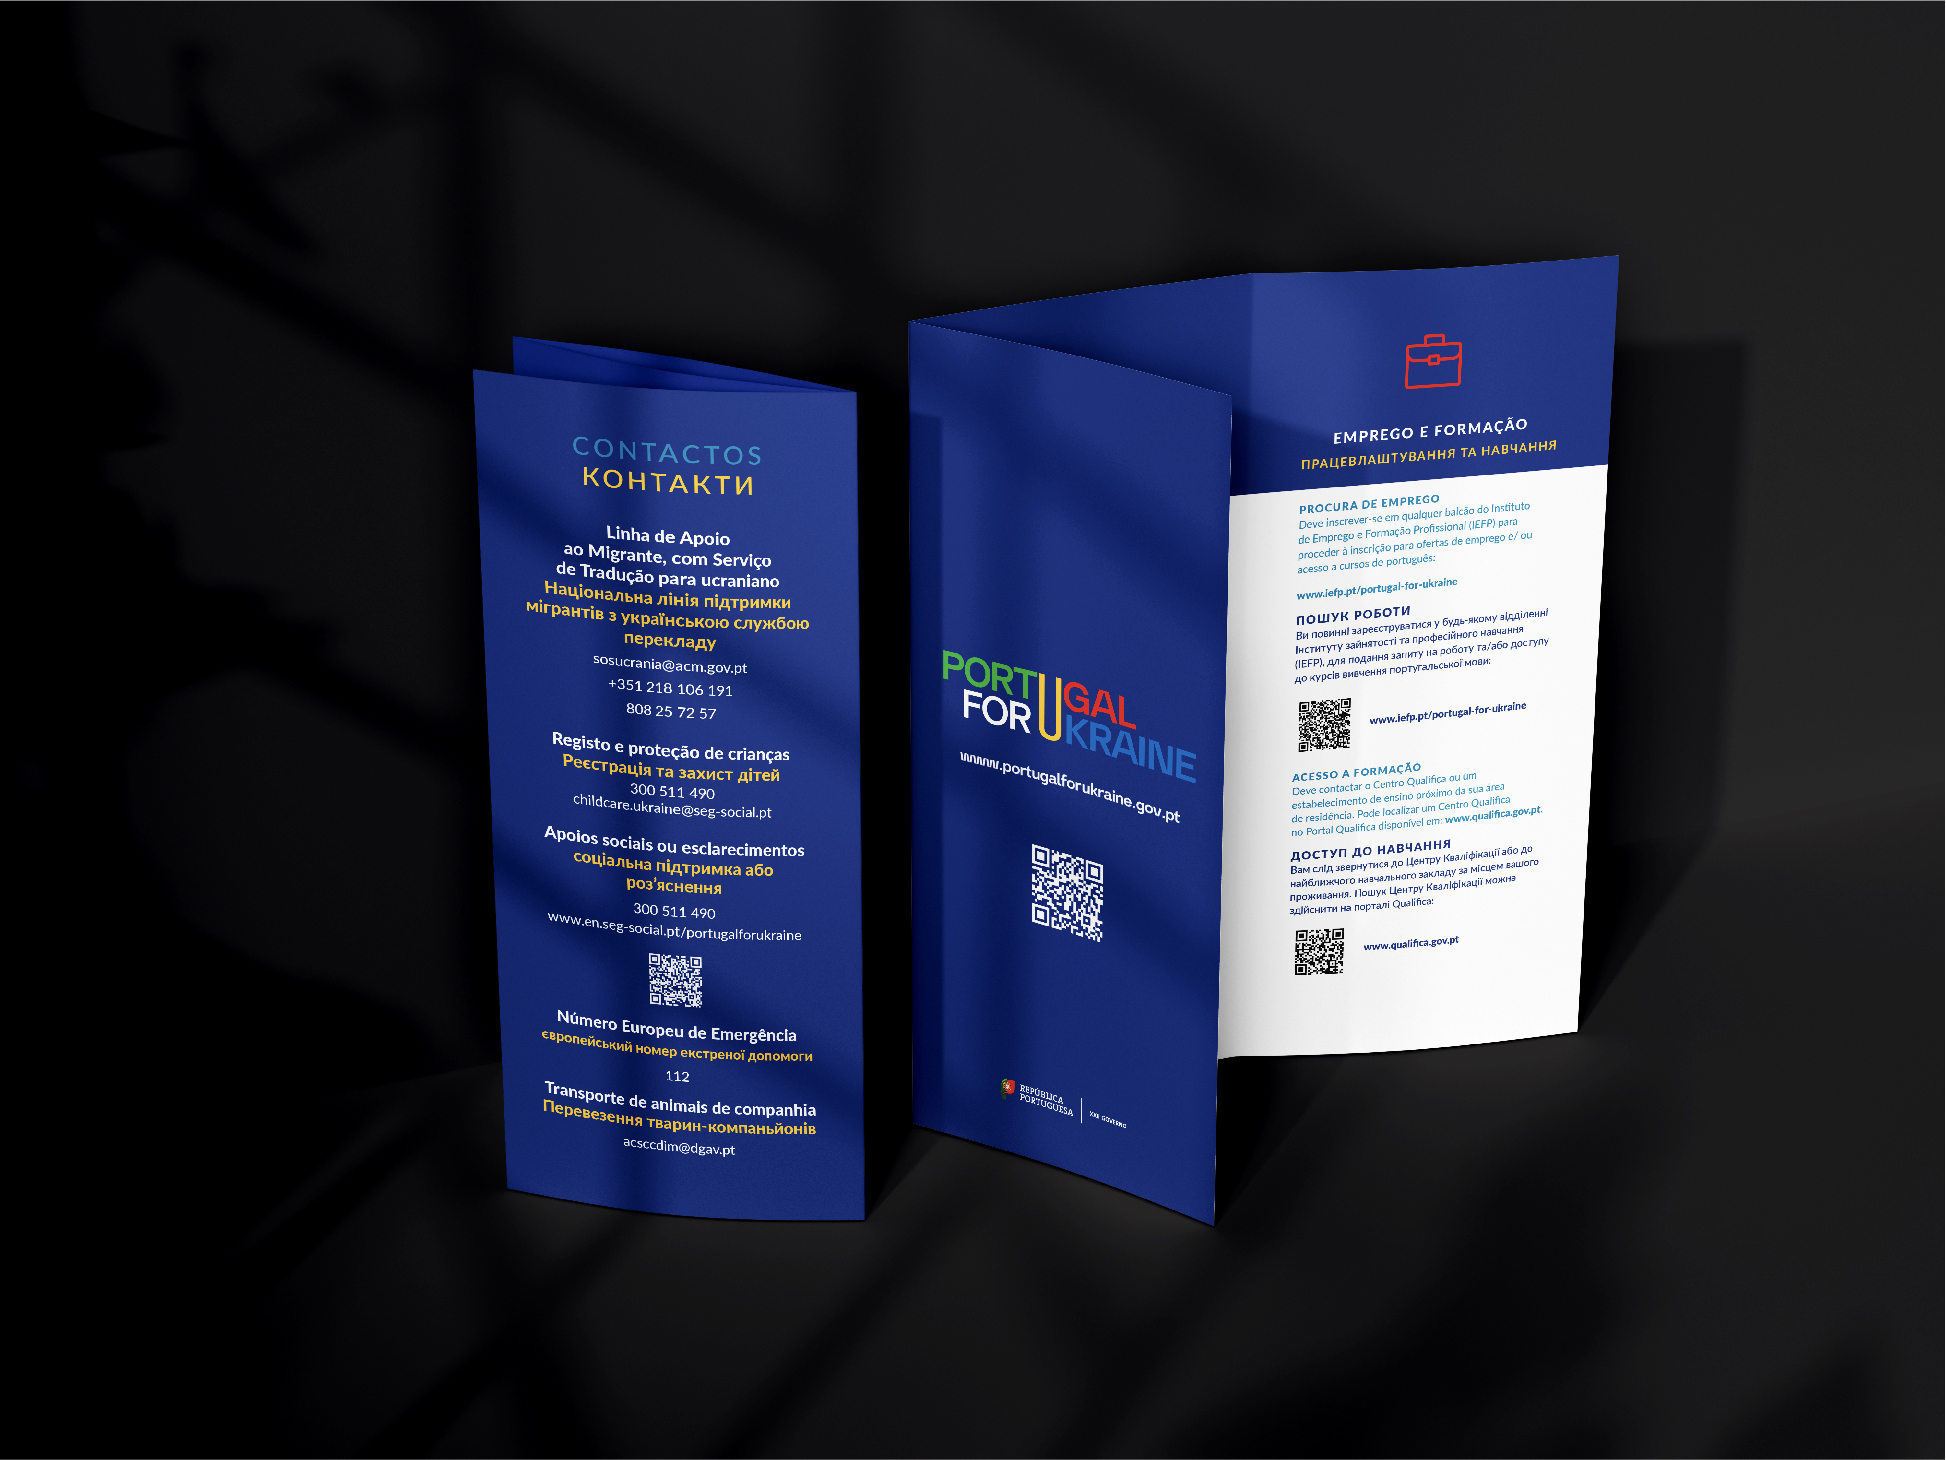 CONTACTOS
КОНТАКТИ
Linha de Apoio
ao Migrante, com Serviço
de Tradução para ucraniano
Національна лінія підтримки
мігрантів з українською службою
перекладу
sosucrania@acm.gov.pt
+351 218 106 191
808 25 72 57
Registo e proteção de crianças
Реєстрація та захист дітей
300 511 490
childcare.ukraine@seg-social.pt
Apoios sociais ou esclarecimentos
соціальна підтримка або
роз'яснення
300 511 490
www.en.seg-social.pt/portugalforukraine
Número Europeu de Emergência
європейський номер екстреної допомоги
112
Transporte de animais de companhia
Перевезення тварин-компаньйонів
acsccdim@dgav.pt
PORTUGAL
FOR UKRAINE
www.portugalforukraine.gov.pt
REPÚBLICA
PORTUGUESA
XXII GOVERNO
EMPREGO E FORMAÇÃO
ПРАЦЕВЛАШТУВАННЯ ТА НАВЧАННЯ
PROCURA DE EMPREGO
Deve inscrever-se em qualquer balcão do Instituto
de Emprego e Formação Profissional (IEFP) para
proceder à inscrição para ofertas de emprego e/ ou
acesso a cursos de português:
www.iefp.pt/portugal-for-ukraine
ПОШУК РОБОТИ
Ви повинні зареєструватися у будь-якому відділенні
Інституту зайнятості та професійного навчання
(IEFP), для подання запиту на роботу та/або доступу
до курсів вивчення португальської мови:
www.iefp.pt/portugal-for-ukraine
ACESSO A FORMAÇÃO
Deve contactar o Centro Qualifica ou um
estabelecimento de ensino próximo da sua area
de residência. Pode localizar um Centro Qualifica
no Portal Qualifica disponível em: www.qualifica.gov.pt.
ДОСТУП ДО НАВЧАННЯ
Вам слід звернутися до Центру Кваліфікації або до
найближчого навчального закладу за місцем вашого
проживання. Пошук Центру Кваліфікації можна
здійснити на порталі Qualifica:
www.qualifica.gov.pt